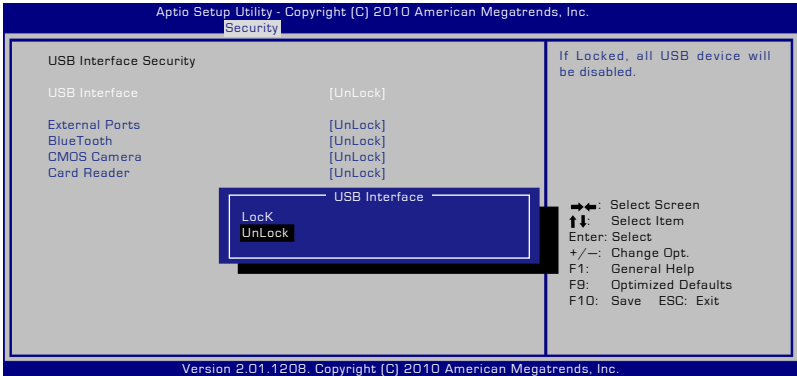 Aptio Setup Utility - Copyright (C) 2010 American Megatrends, Inc.
Security
USB Interface Security
USB Interface [UnLock]
External Ports [UnLock]
BlueTooth [UnLock]
CMOS Camera [UnLock]
Card Reader [UnLock]
USB Interface
LocK
UnLock
If Locked, all USB device will
be disabled.
→←: Select Screen
↑↓: Select Item
Enter: Select
+/—: Change Opt.
F1: General Help
F9: Optimized Defaults
F10: Save ESC: Exit
Version 2.01.1208. Copyright (C) 2010 American Megatrends, Inc.